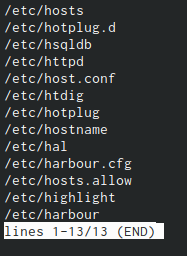 /etc/hosts
/etc/hotplug.d
/etc/hsqldb
/etc/httpd
/etc/host.conf
/etc/htdig
/etc/hotplug
/etc/hostname
/etc/hal
/etc/harbour.cfg
/etc/hosts.allow
/etc/highlight
/etc/harbour
lines 1-13/13 (END)